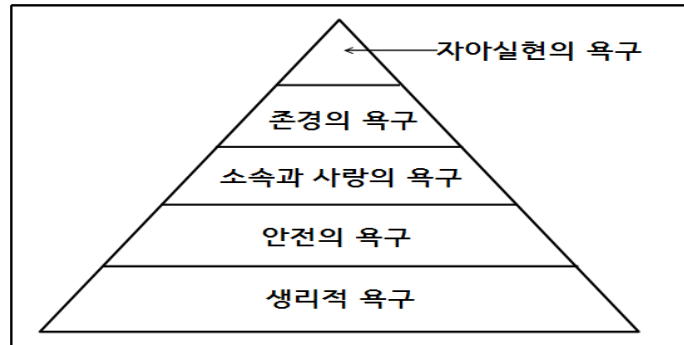 자아실현의 욕구
존경의 욕구
소속과 사랑의 욕구
안전의 욕구
생리적 욕구